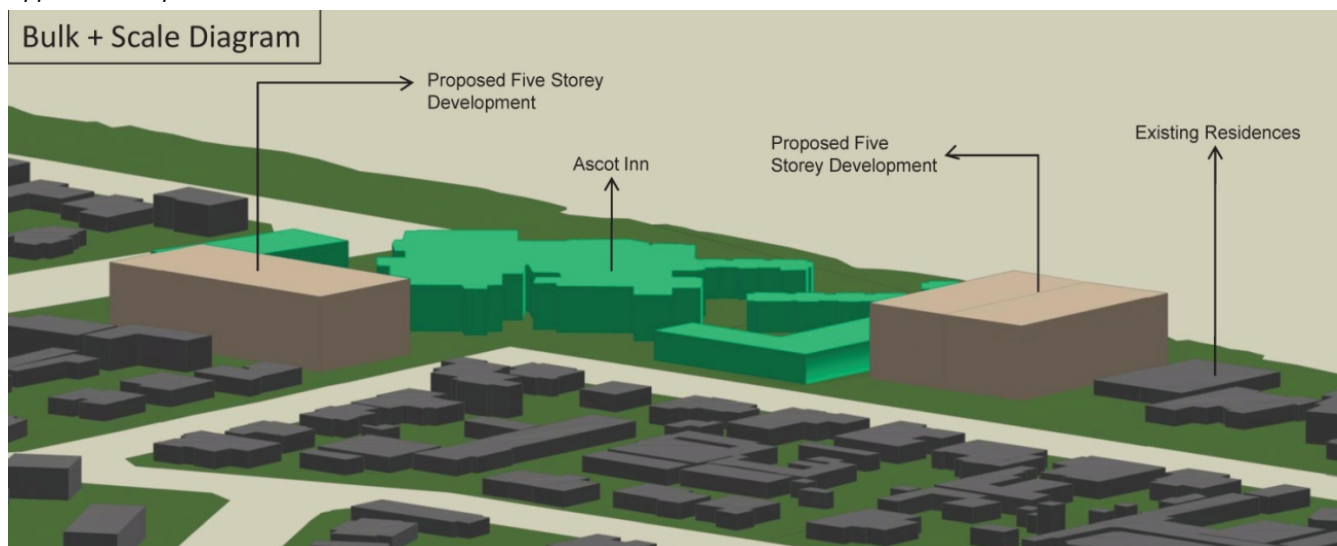 Bulk + Scale Diagram
Proposed Five Storey
Development
Ascot Inn
Proposed Five
Storey Development
Existing Residences